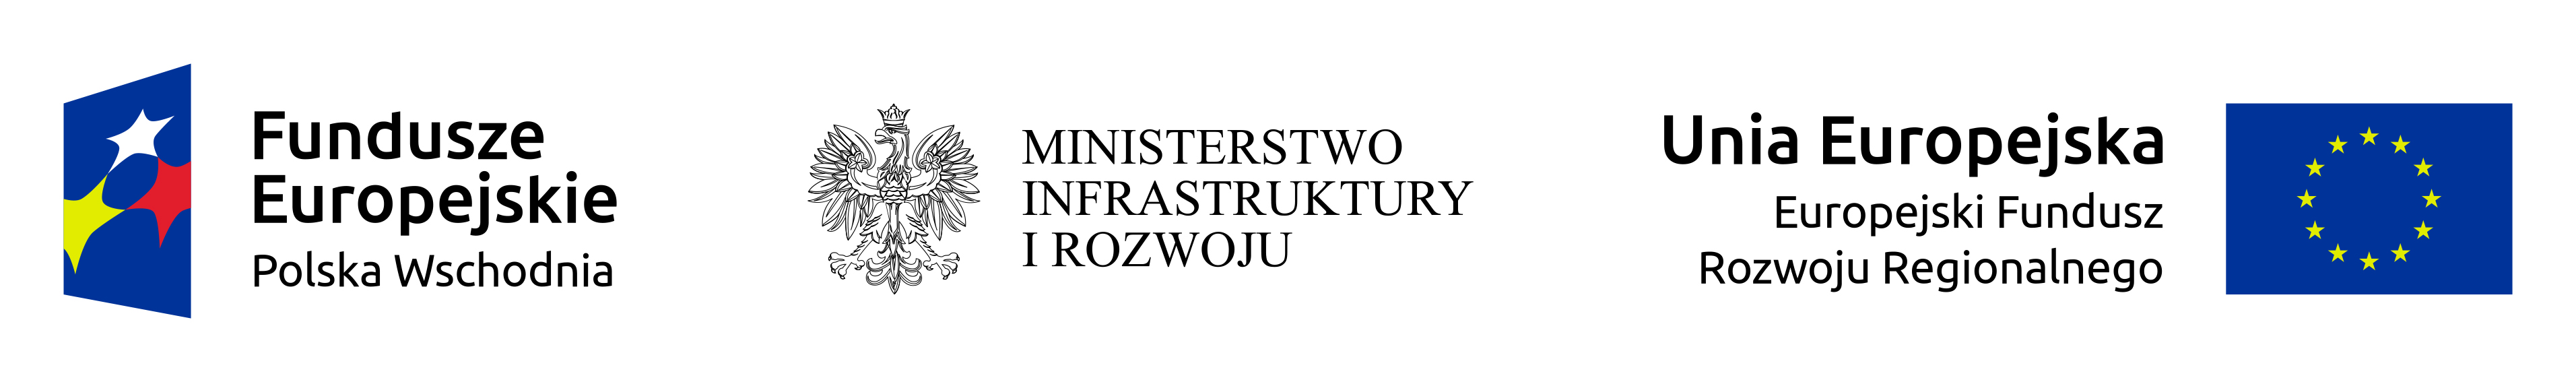 Fundusze
Europejskie
Polska Wschodnia
MINISTERSTWO
INFRASTRUKTURY
I ROZWOJU
Unia Europejska
Europejski Fundusz
Rozwoju Regionalnego